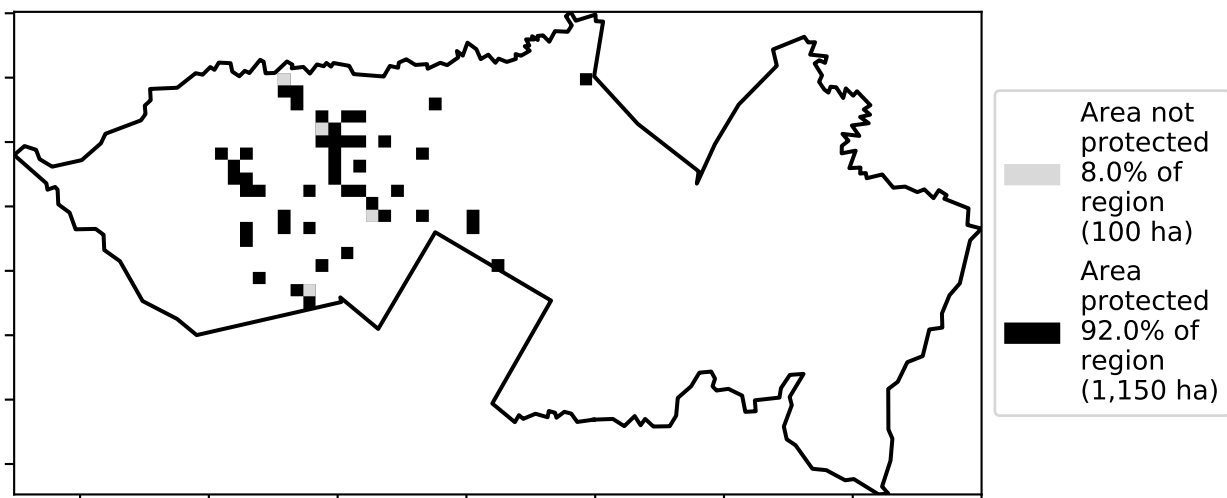 Area not
protected
8.0% of
region
(100 ha)
Area
protected
92.0% of
region
(1,150 ha)